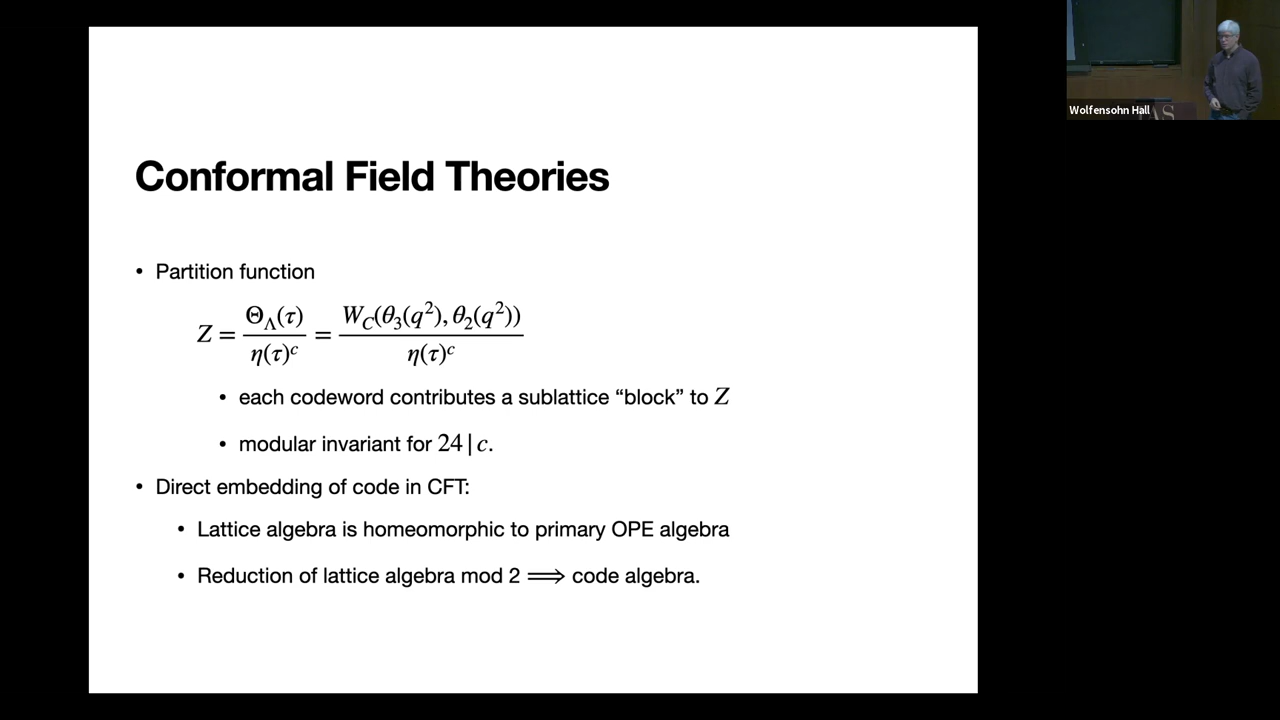 Conformal Field Theories
• Partition function
Z = Θ_Λ(τ) / η(τ)^c = W_C(θ_3(q^2), θ_2(q^2)) / η(τ)^c
• each codeword contributes a sublattice “block” to Z
• modular invariant for 24 | c.
• Direct embedding of code in CFT:
• Lattice algebra is homeomorphic to primary OPE algebra
• Reduction of lattice algebra mod 2 ⟹ code algebra.
Wolfensohn Hall
IAS